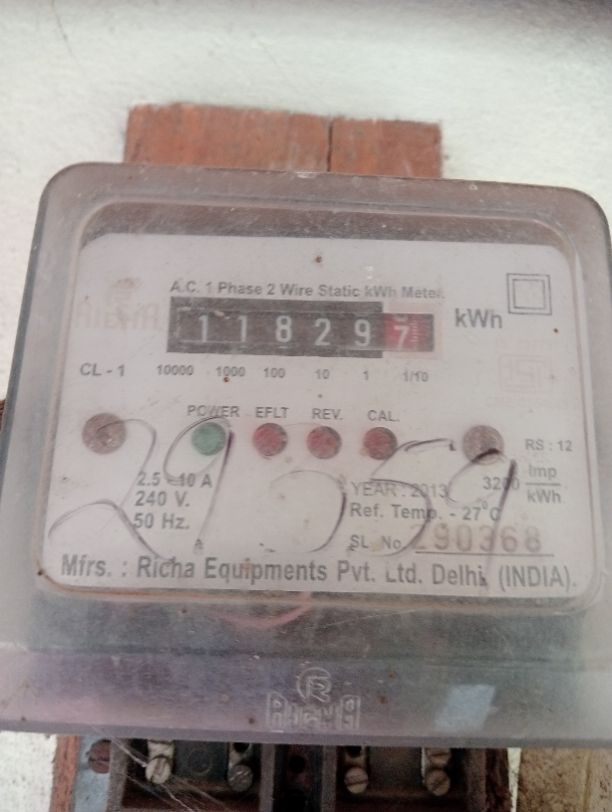 A.C. 1 Phase 2 Wire Static kWh Meter.
118297 kWh
CL - 1 10000 1000 100 10 1 1/10
POWER EFLT REV. CAL.
RS : 12
2.5 - 10 A
240 V.
50 Hz.
YEAR : 2013
3200 Imp/kWh
Ref. Temp. - 27°C
SL. No. 290368
Mfrs. : Richa Equipments Pvt. Ltd. Delhi, (INDIA).
RICHA